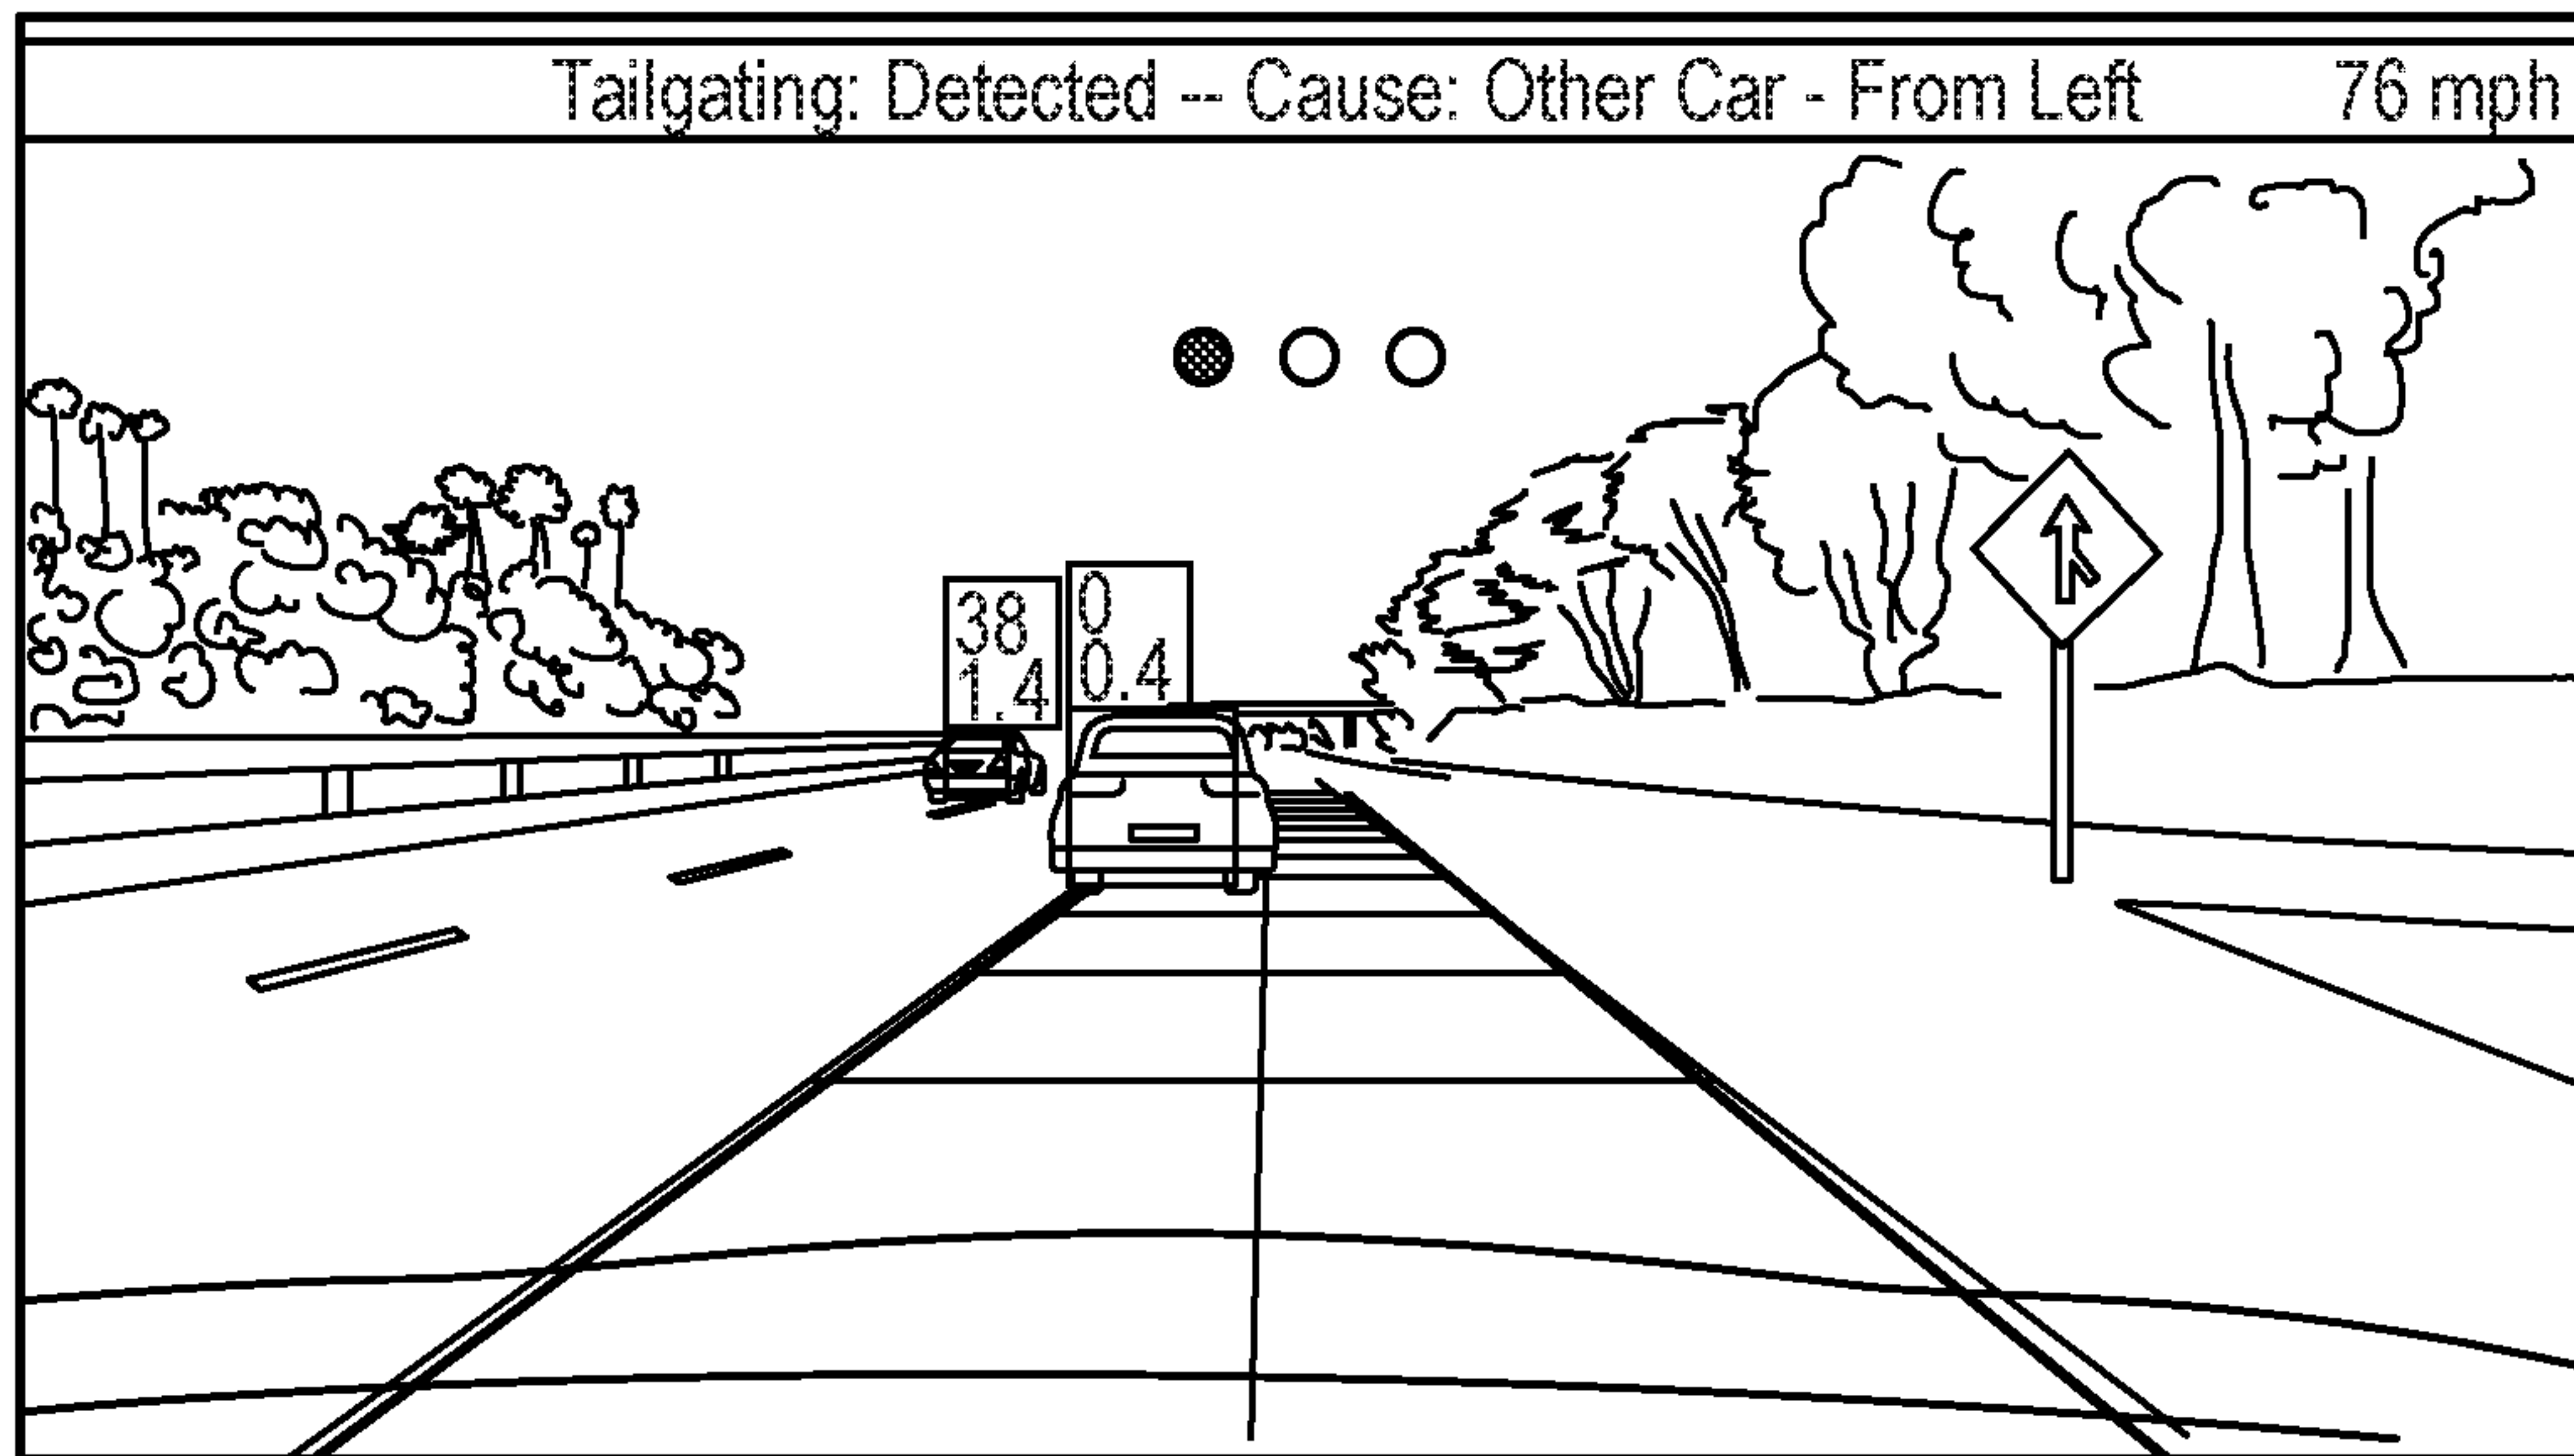 Tailgating: Detected -- Cause: Other Car - From Left 76 mph
38
1.4
0
0.4